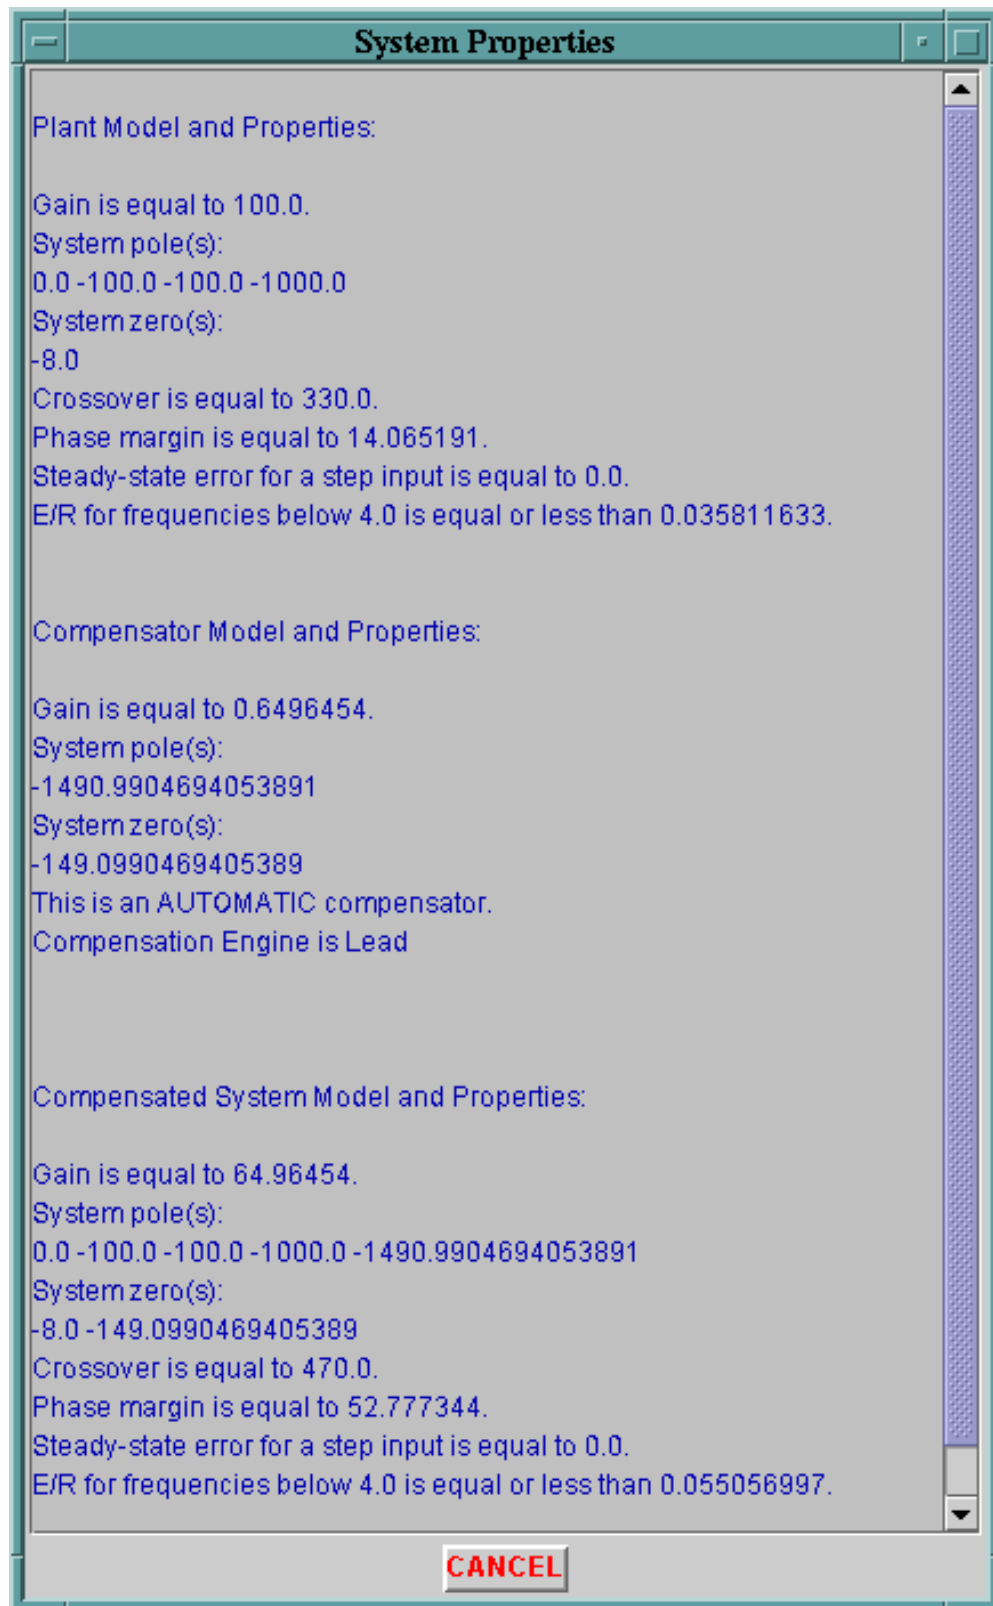 System Properties
Plant Model and Properties:
Gain is equal to 100.0.
System pole(s):
0.0 -100.0 -100.0 -1000.0
System zero(s):
-8.0
Crossover is equal to 330.0.
Phase margin is equal to 14.065191.
Steady-state error for a step input is equal to 0.0.
E/R for frequencies below 4.0 is equal or less than 0.035811633.
Compensator Model and Properties:
Gain is equal to 0.6496454.
System pole(s):
-1490.9904694053891
System zero(s):
-149.0990469405389
This is an AUTOMATIC compensator.
Compensation Engine is Lead
Compensated System Model and Properties:
Gain is equal to 64.96454.
System pole(s):
0.0 -100.0 -100.0 -1000.0 -1490.9904694053891
System zero(s):
-8.0 -149.0990469405389
Crossover is equal to 470.0.
Phase margin is equal to 52.777344.
Steady-state error for a step input is equal to 0.0.
E/R for frequencies below 4.0 is equal or less than 0.055056997.
CANCEL